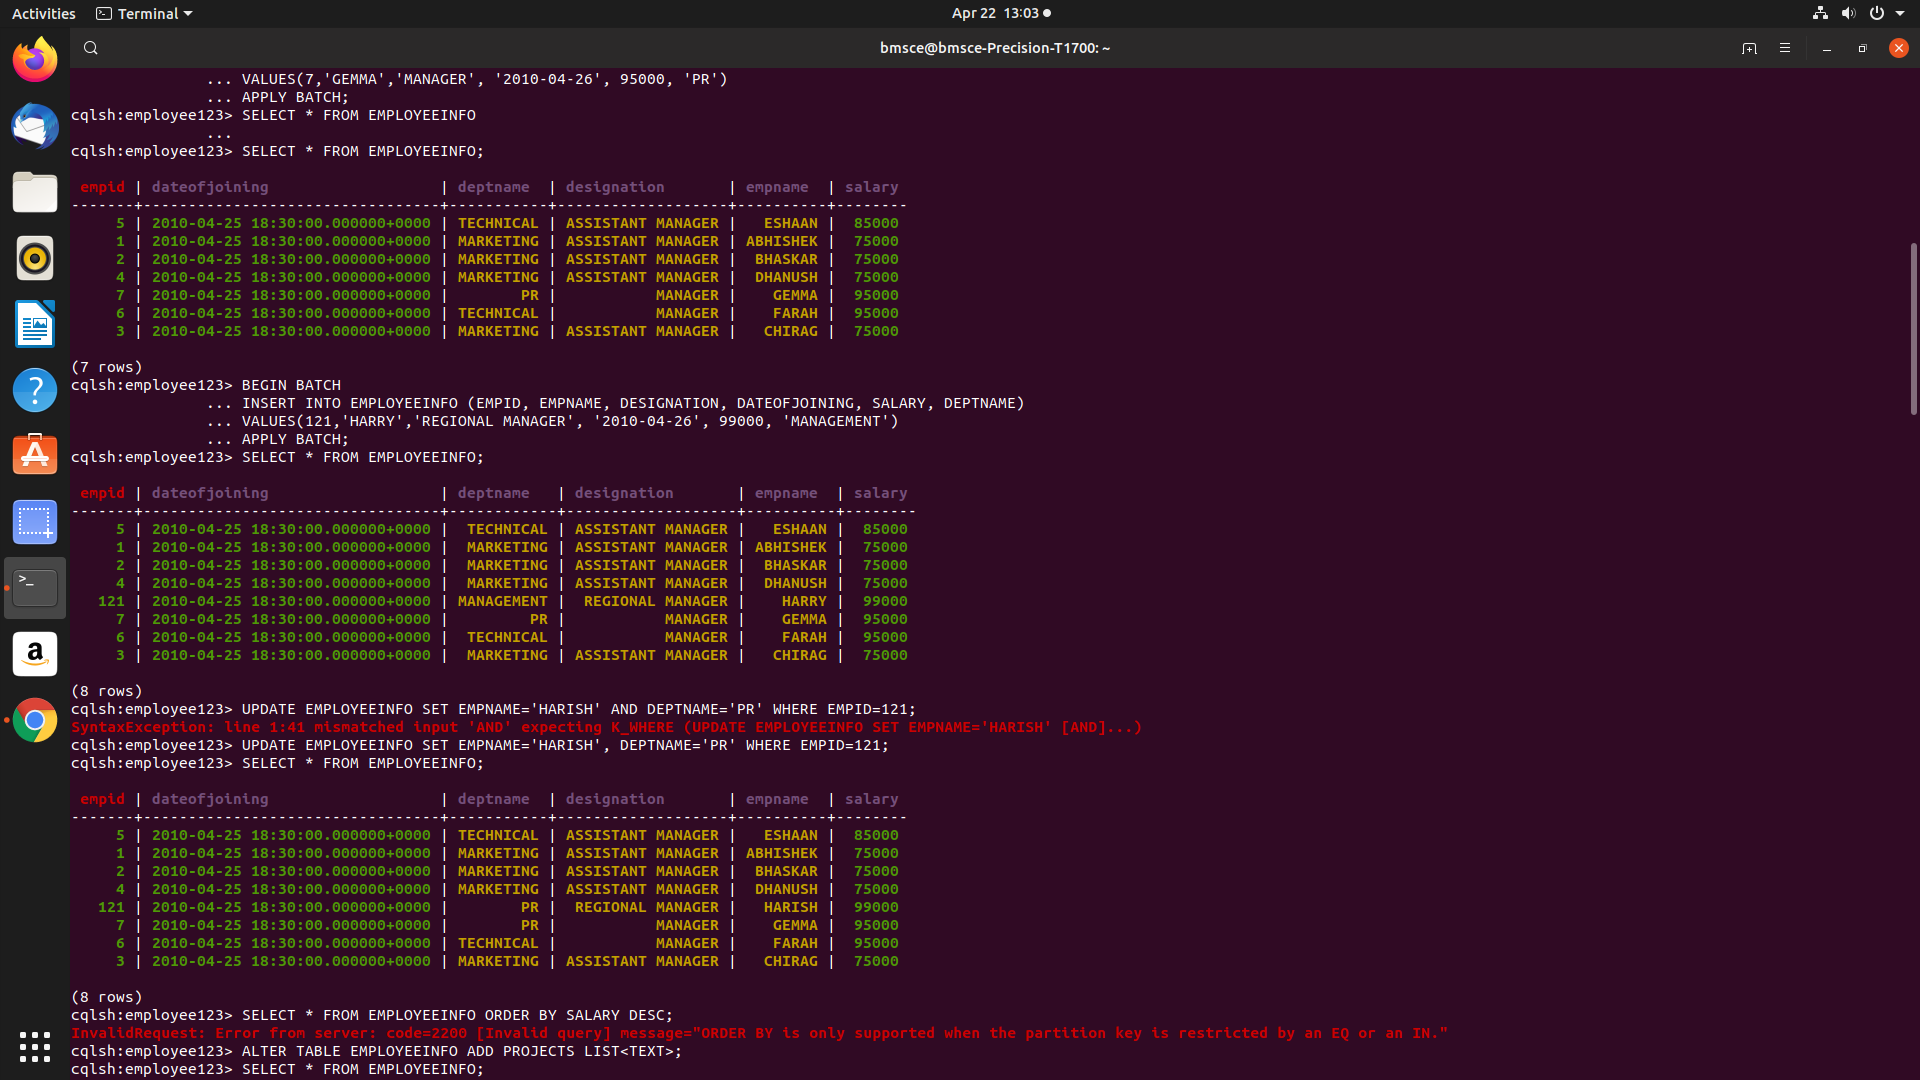 Activities Terminal Apr 22 13:03
bmsce@bmsce-Precision-T1700: ~
... VALUES(7,'GEMMA','MANAGER', '2010-04-26', 95000, 'PR')
... APPLY BATCH;
cqlsh:employee123> SELECT * FROM EMPLOYEEINFO
...
cqlsh:employee123> SELECT * FROM EMPLOYEEINFO;
empid | dateofjoining | deptname | designation | empname | salary
-------+---------------------------------+-----------+-------------------+----------+--------
5 | 2010-04-25 18:30:00.000000+0000 | TECHNICAL | ASSISTANT MANAGER | ESHAAN | 85000
1 | 2010-04-25 18:30:00.000000+0000 | MARKETING | ASSISTANT MANAGER | ABHISHEK | 75000
2 | 2010-04-25 18:30:00.000000+0000 | MARKETING | ASSISTANT MANAGER | BHASKAR | 75000
4 | 2010-04-25 18:30:00.000000+0000 | MARKETING | ASSISTANT MANAGER | DHANUSH | 75000
7 | 2010-04-25 18:30:00.000000+0000 | PR | MANAGER | GEMMA | 95000
6 | 2010-04-25 18:30:00.000000+0000 | TECHNICAL | MANAGER | FARAH | 95000
3 | 2010-04-25 18:30:00.000000+0000 | MARKETING | ASSISTANT MANAGER | CHIRAG | 75000
(7 rows)
cqlsh:employee123> BEGIN BATCH
... INSERT INTO EMPLOYEEINFO (EMPID, EMPNAME, DESIGNATION, DATEOFJOINING, SALARY, DEPTNAME)
... VALUES(121,'HARRY','REGIONAL MANAGER', '2010-04-26', 99000, 'MANAGEMENT')
... APPLY BATCH;
cqlsh:employee123> SELECT * FROM EMPLOYEEINFO;
empid | dateofjoining | deptname | designation | empname | salary
-------+---------------------------------+------------+-------------------+----------+--------
5 | 2010-04-25 18:30:00.000000+0000 | TECHNICAL | ASSISTANT MANAGER | ESHAAN | 85000
1 | 2010-04-25 18:30:00.000000+0000 | MARKETING | ASSISTANT MANAGER | ABHISHEK | 75000
2 | 2010-04-25 18:30:00.000000+0000 | MARKETING | ASSISTANT MANAGER | BHASKAR | 75000
4 | 2010-04-25 18:30:00.000000+0000 | MARKETING | ASSISTANT MANAGER | DHANUSH | 75000
121 | 2010-04-25 18:30:00.000000+0000 | MANAGEMENT | REGIONAL MANAGER | HARRY | 99000
7 | 2010-04-25 18:30:00.000000+0000 | PR | MANAGER | GEMMA | 95000
6 | 2010-04-25 18:30:00.000000+0000 | TECHNICAL | MANAGER | FARAH | 95000
3 | 2010-04-25 18:30:00.000000+0000 | MARKETING | ASSISTANT MANAGER | CHIRAG | 75000
(8 rows)
cqlsh:employee123> UPDATE EMPLOYEEINFO SET EMPNAME='HARISH' AND DEPTNAME='PR' WHERE EMPID=121;
SyntaxException: line 1:41 mismatched input 'AND' expecting K_WHERE (UPDATE EMPLOYEEINFO SET EMPNAME='HARISH' [AND]...)
cqlsh:employee123> UPDATE EMPLOYEEINFO SET EMPNAME='HARISH', DEPTNAME='PR' WHERE EMPID=121;
cqlsh:employee123> SELECT * FROM EMPLOYEEINFO;
empid | dateofjoining | deptname | designation | empname | salary
-------+---------------------------------+-----------+-------------------+----------+--------
5 | 2010-04-25 18:30:00.000000+0000 | TECHNICAL | ASSISTANT MANAGER | ESHAAN | 85000
1 | 2010-04-25 18:30:00.000000+0000 | MARKETING | ASSISTANT MANAGER | ABHISHEK | 75000
2 | 2010-04-25 18:30:00.000000+0000 | MARKETING | ASSISTANT MANAGER | BHASKAR | 75000
4 | 2010-04-25 18:30:00.000000+0000 | MARKETING | ASSISTANT MANAGER | DHANUSH | 75000
121 | 2010-04-25 18:30:00.000000+0000 | PR | REGIONAL MANAGER | HARISH | 99000
7 | 2010-04-25 18:30:00.000000+0000 | PR | MANAGER | GEMMA | 95000
6 | 2010-04-25 18:30:00.000000+0000 | TECHNICAL | MANAGER | FARAH | 95000
3 | 2010-04-25 18:30:00.000000+0000 | MARKETING | ASSISTANT MANAGER | CHIRAG | 75000
(8 rows)
cqlsh:employee123> SELECT * FROM EMPLOYEEINFO ORDER BY SALARY DESC;
InvalidRequest: Error from server: code=2200 [Invalid query] message="ORDER BY is only supported when the partition key is restricted by an EQ or an IN."
cqlsh:employee123> ALTER TABLE EMPLOYEEINFO ADD PROJECTS LIST<TEXT>;
cqlsh:employee123> SELECT * FROM EMPLOYEEINFO;